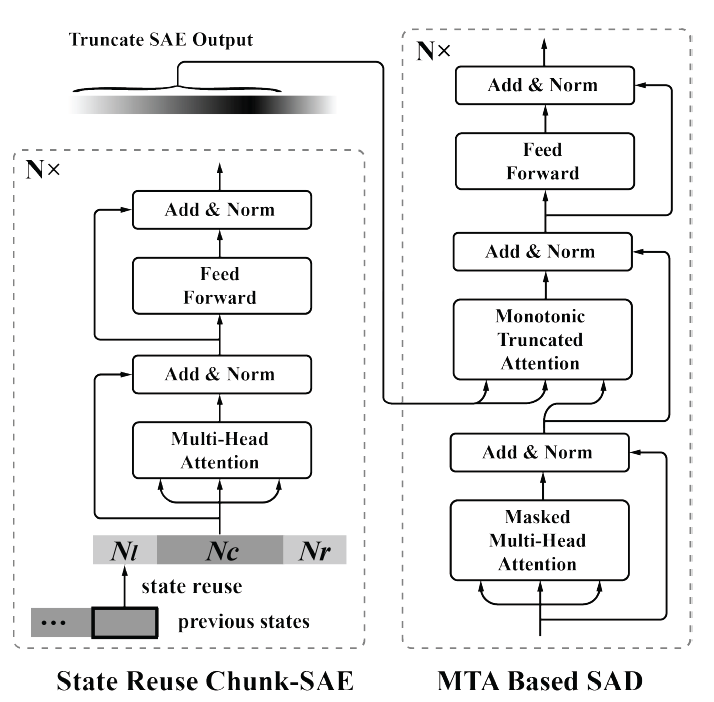 Truncate SAE Output
N×
Add & Norm
Feed
Forward
Add & Norm
Multi-Head
Attention
Nl
Nc
Nr
state reuse
...
previous states
State Reuse Chunk-SAE
N×
Add & Norm
Feed
Forward
Add & Norm
Monotonic
Truncated
Attention
Add & Norm
Masked
Multi-Head
Attention
MTA Based SAD